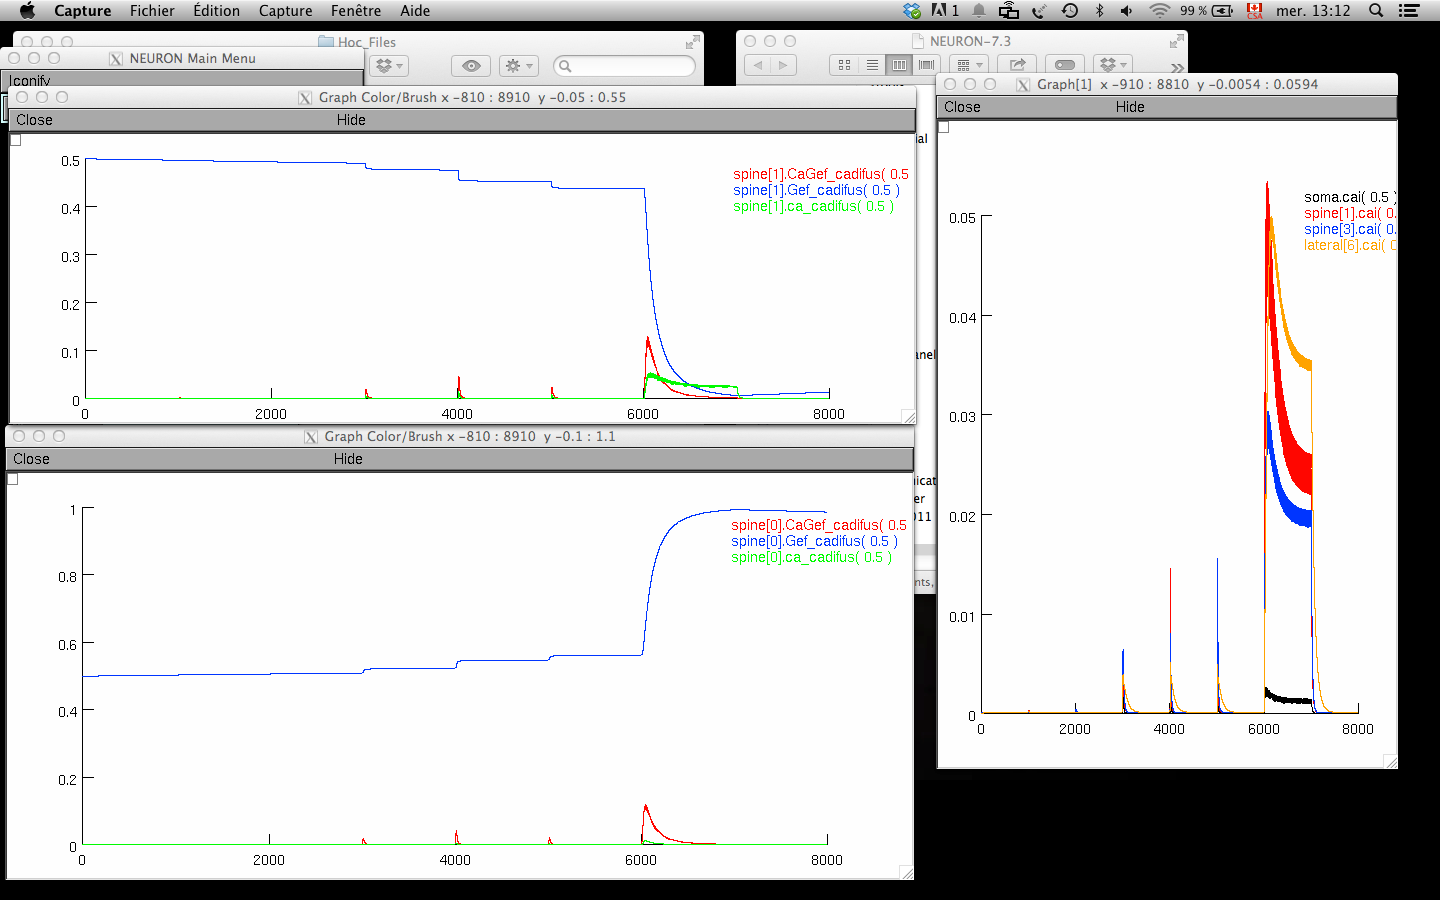 Capture Fichier Édition Capture Fenêtre Aide 1 99 % CSA mer. 13:12
Hoc_Files
NEURON-7.3
NEURON Main Menu
Iconify
Graph Color/Brush x -810 : 8910 y -0.05 : 0.55
Close Hide
0.5
0.4
0.3
0.2
0.1
0
0 2000 4000 6000 8000
spine[1].CaGef_cadifus( 0.5
spine[1].Gef_cadifus( 0.5 )
spine[1].ca_cadifus( 0.5 )
Graph Color/Brush x -810 : 8910 y -0.1 : 1.1
Close Hide
1
0.8
0.6
0.4
0.2
0
0 2000 4000 6000 8000
spine[0].CaGef_cadifus( 0.5
spine[0].Gef_cadifus( 0.5 )
spine[0].ca_cadifus( 0.5 )
Graph[1] x -910 : 8810 y -0.0054 : 0.0594
Close Hide
0.05
0.04
0.03
0.02
0.01
0
0 2000 4000 6000 8000
soma.cai( 0.5 )
spine[1].cai( 0.
spine[3].cai( 0.
lateral[6].cai( 0
ial
anel
icat
er
011
nts,